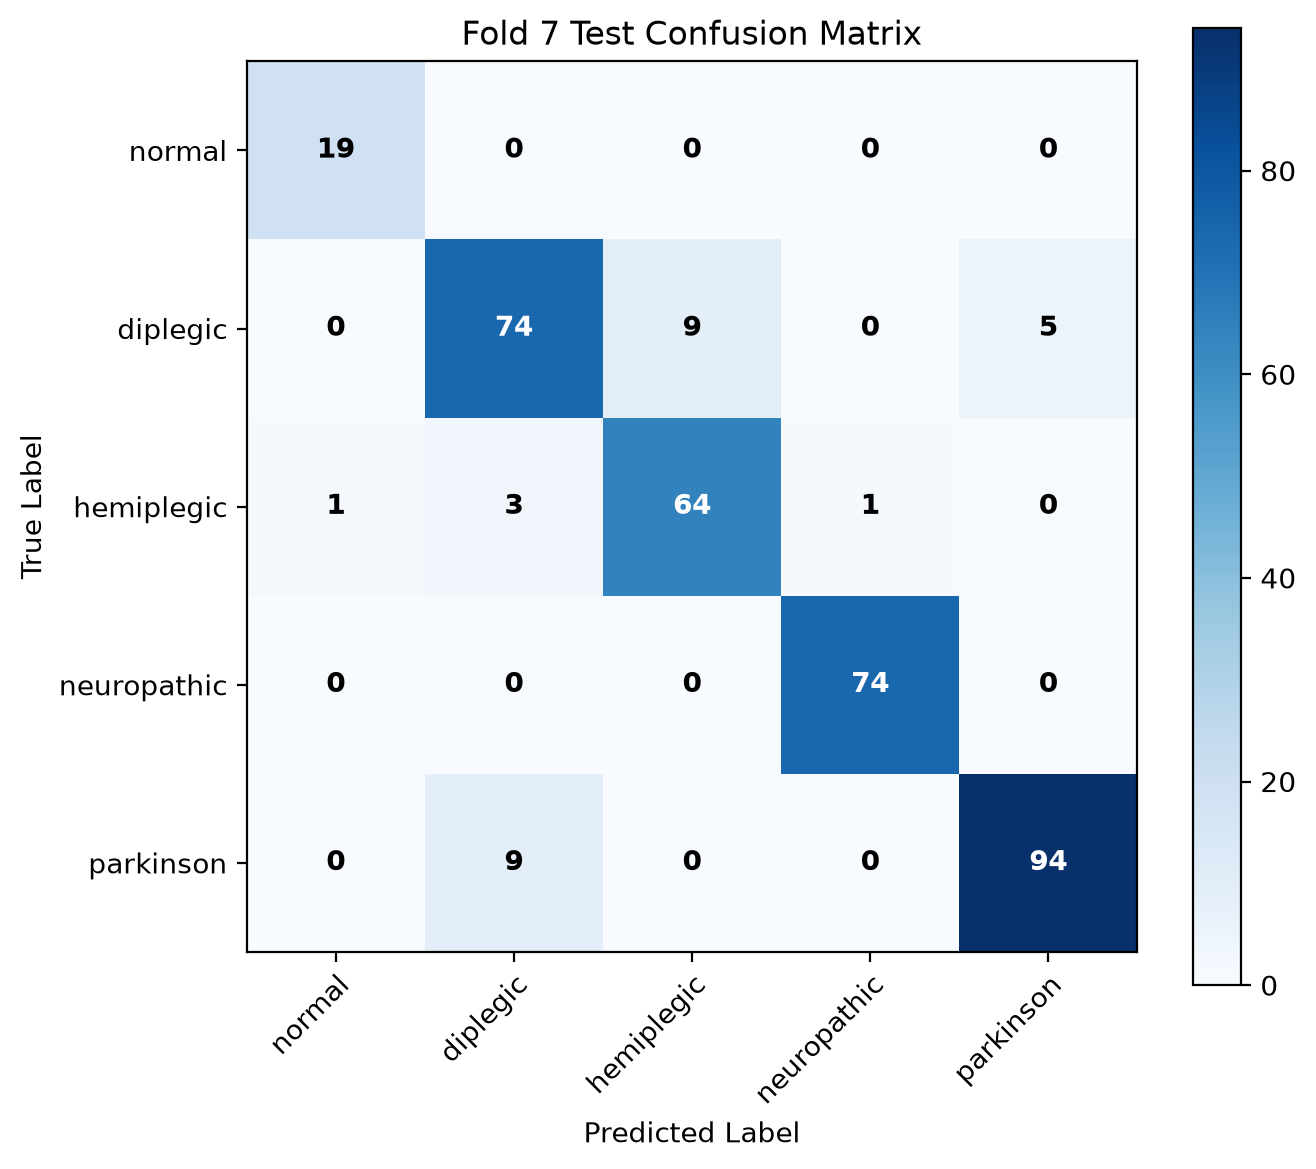 Fold 7 Test Confusion Matrix
normal 19 0 0 0 0
diplegic 0 74 9 0 5
hemiplegic 1 3 64 1 0
neuropathic 0 0 0 74 0
parkinson 0 9 0 0 94
True Label
normal diplegic hemiplegic neuropathic parkinson
Predicted Label
80
60
40
20
0